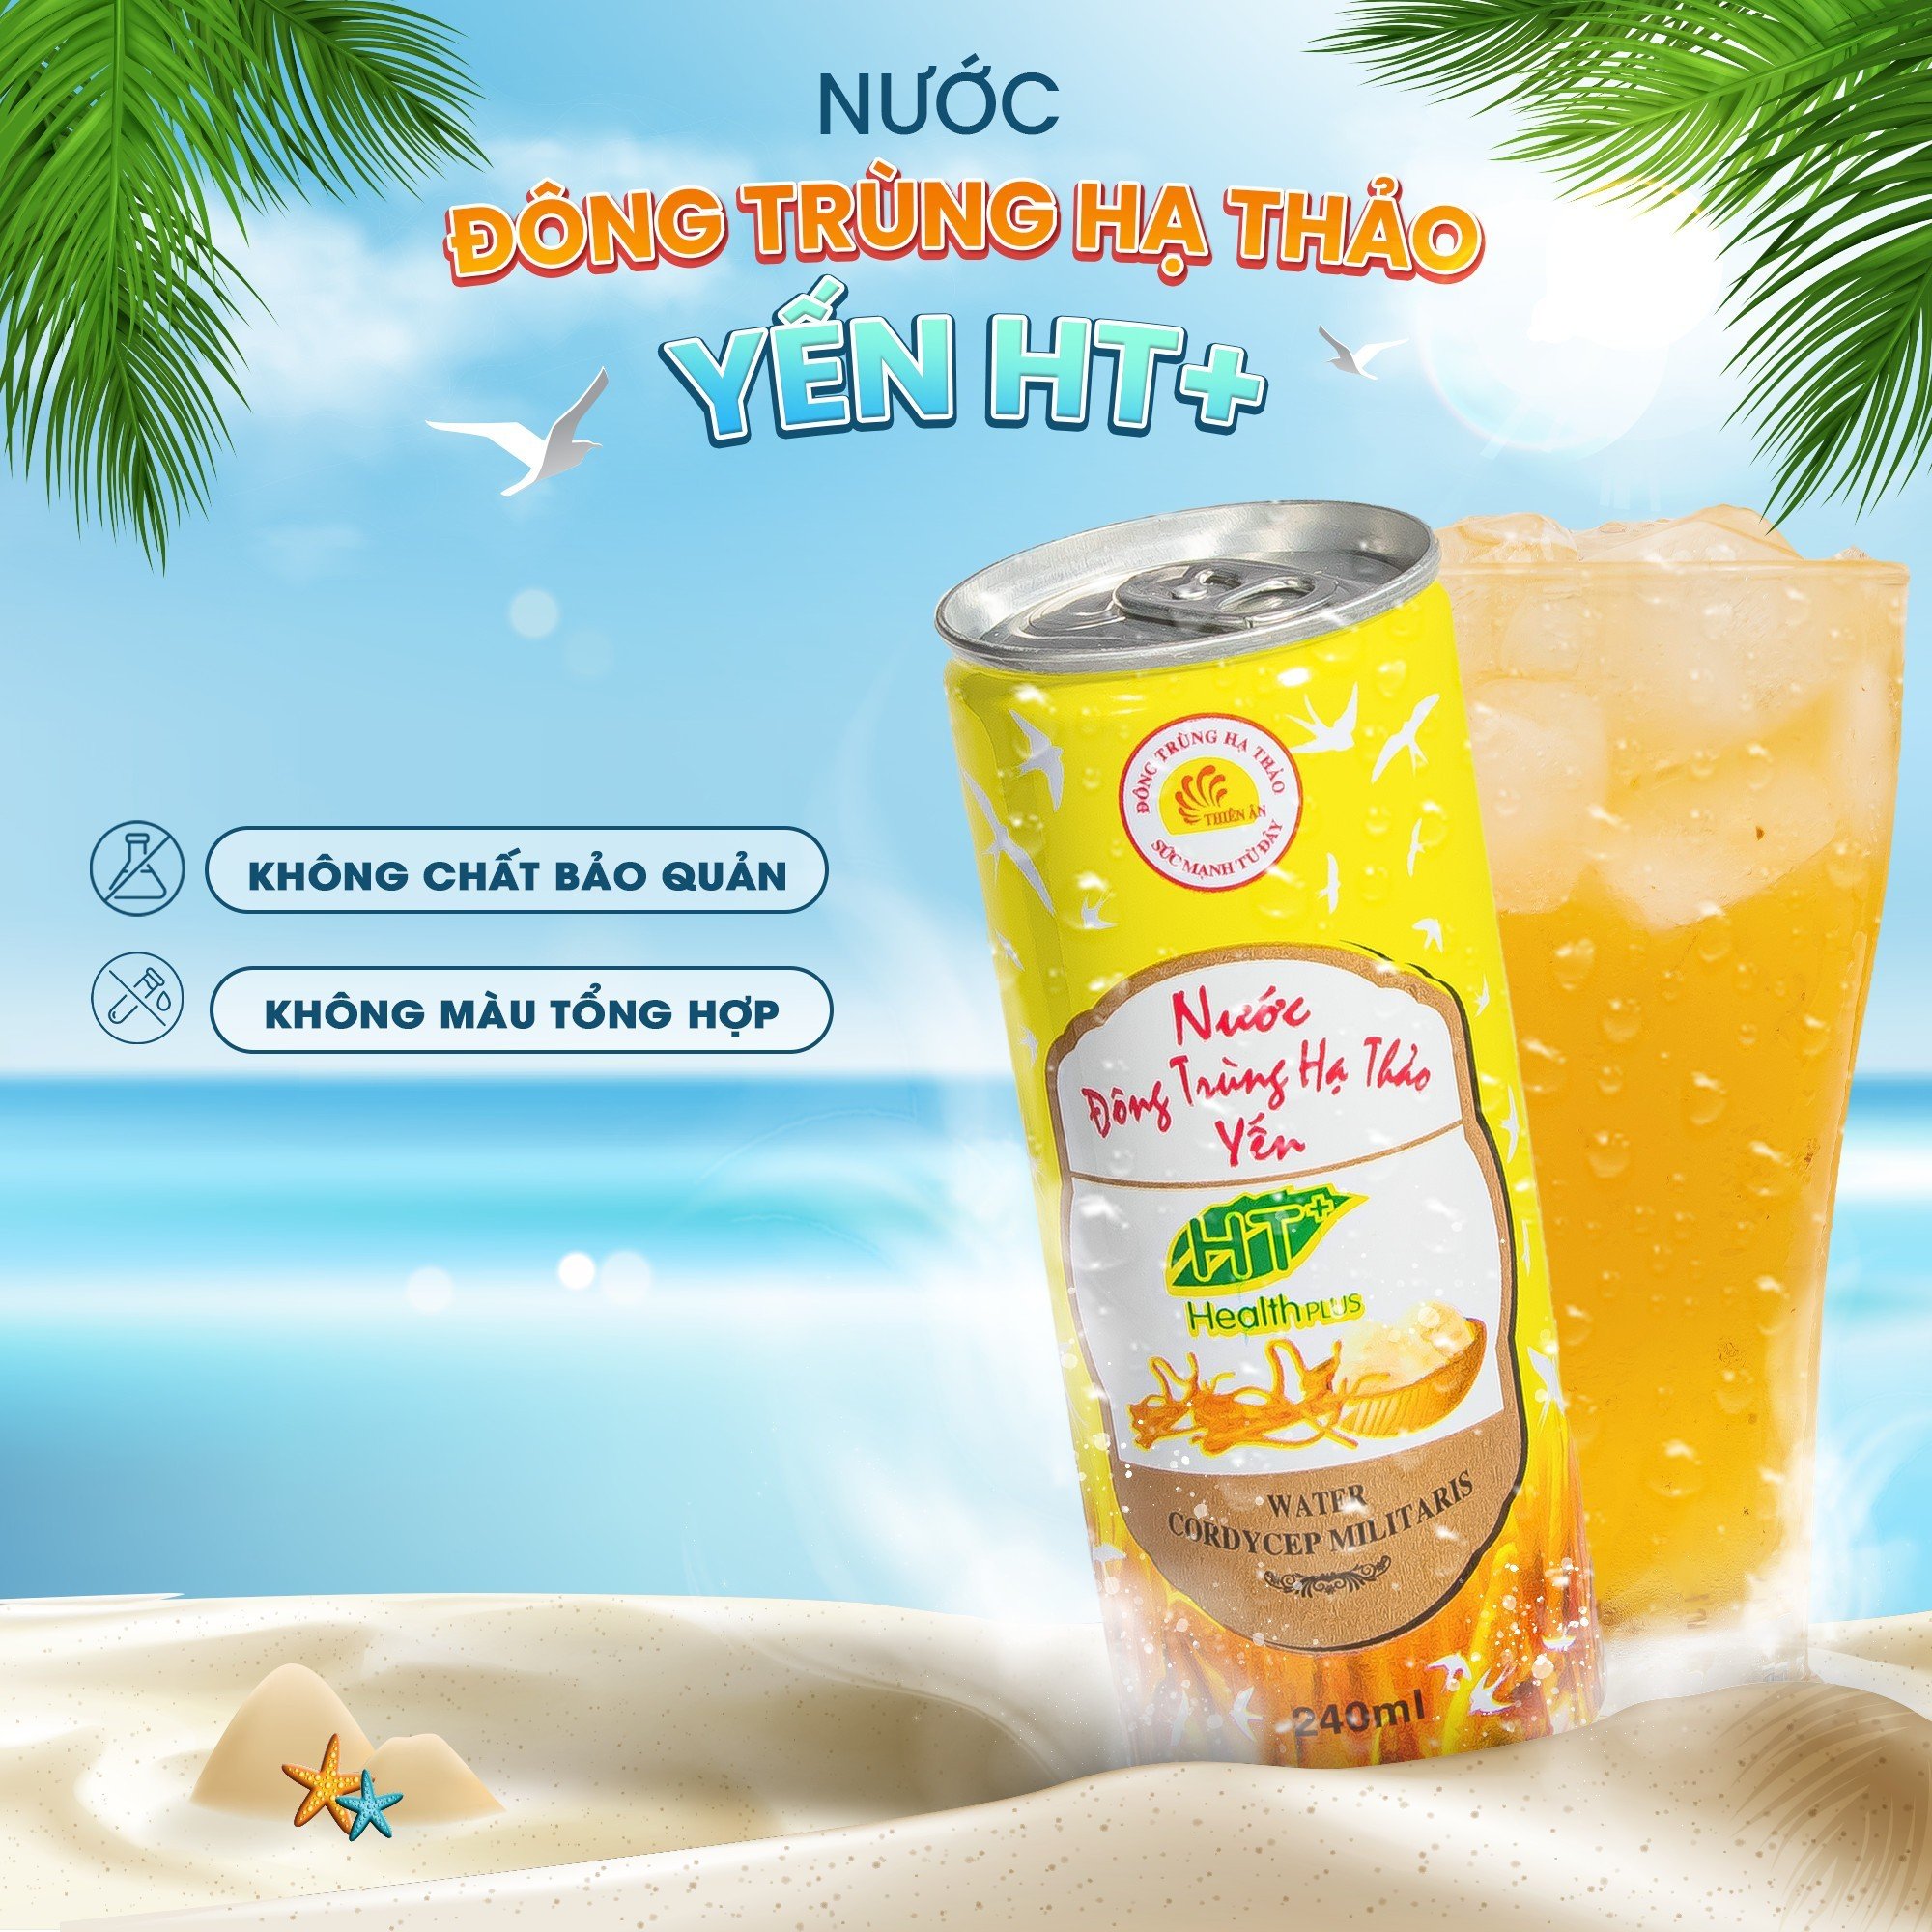 NƯỚC
ĐÔNG TRÙNG HẠ THẢO
YẾN HT+
KHÔNG CHẤT BẢO QUẢN
KHÔNG MÀU TỔNG HỢP
ĐÔNG TRÙNG HẠ THẢO
THIÊN ÂN
SỨC MẠNH TỪ ĐÂY
Nước
Đông Trùng Hạ Thảo
Yến
HT+
Health PLUS
WATER
CORDYCEP MILITARIS
240ml